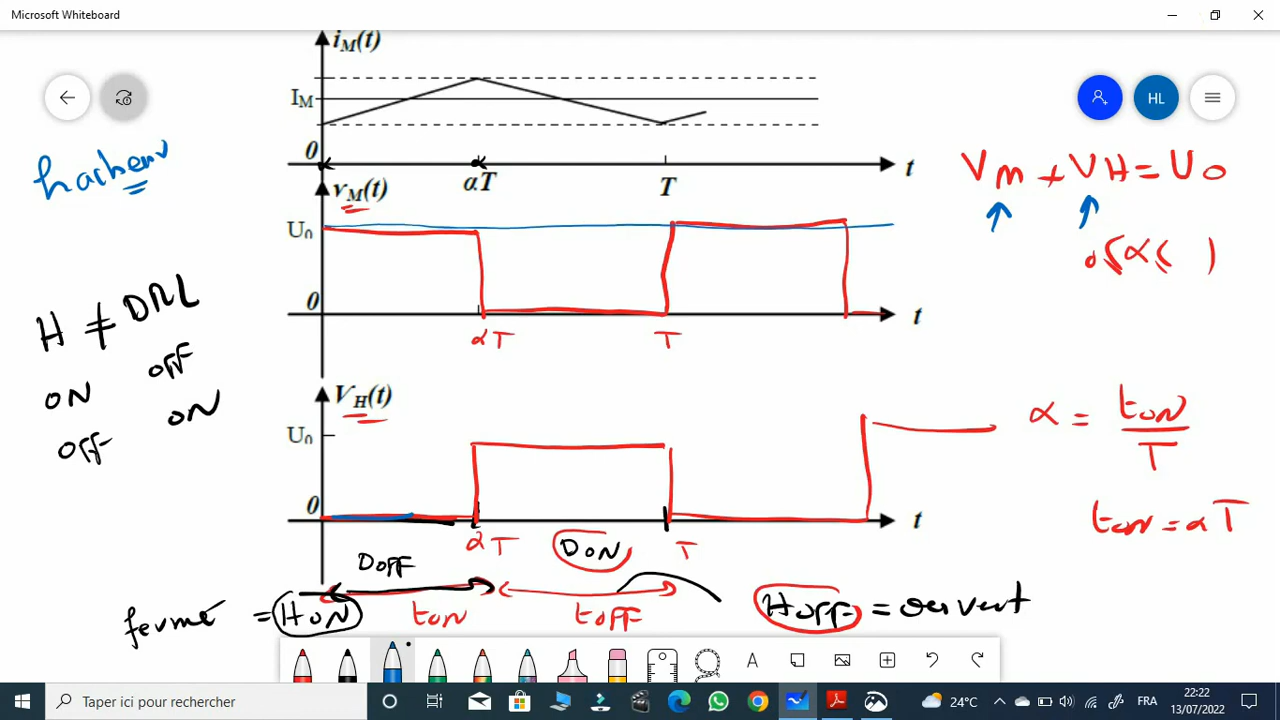 Microsoft Whiteboard
iM(t)
IM
0
αT
T
t
hacheur
HL
VM + VH = U0
vM(t)
U0
0
t
αT
T
H ≠ DRL
ON OFF
OFF ON
VH(t)
U0
0
t
αT
T
α = tON
T
tON = αT
DOFF
DON
fermé = HON
tON
tOFF
HOFF = ouvert
A
Taper ici pour rechercher
24°C
FRA
22:22
13/07/2022